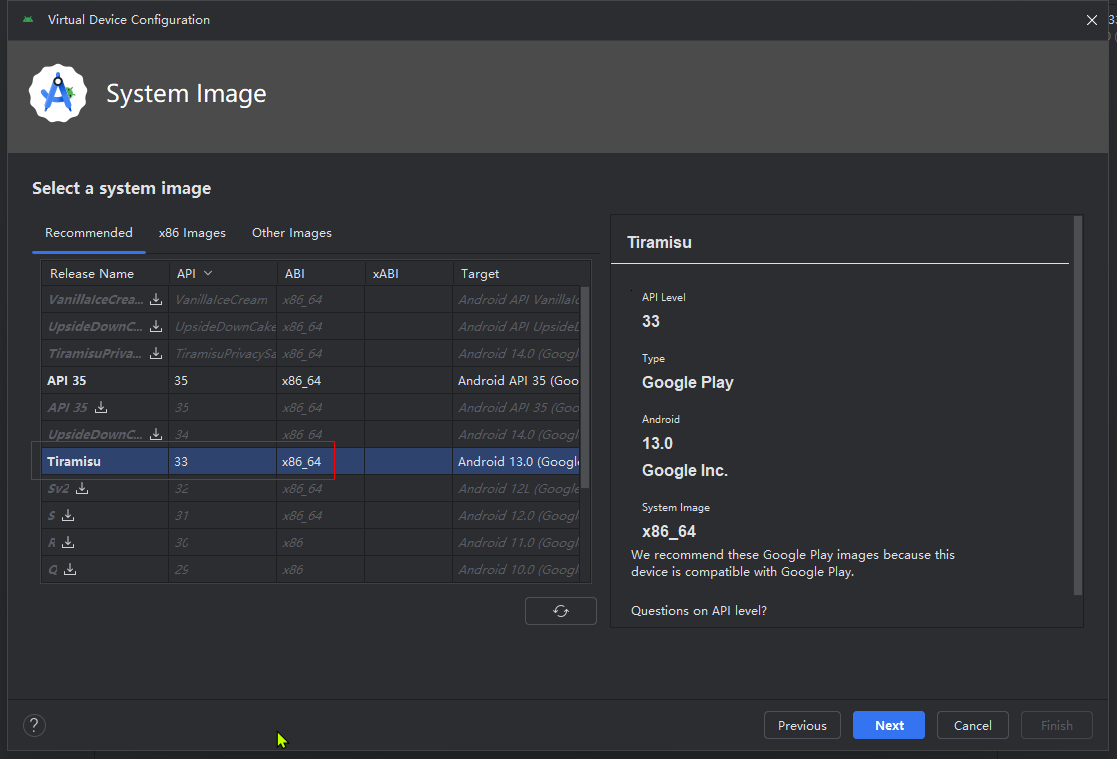 Virtual Device Configuration
System Image
Select a system image
Recommended x86 Images Other Images
Release Name API ABI xABI Target
VanillaIceCrea... VanillaIceCream x86_64 Android API VanillaIc
UpsideDownC... UpsideDownCake x86_64 Android API UpsideD
TiramisuPriva... TiramisuPrivacySa x86_64 Android 14.0 (Googl
API 35 35 x86_64 Android API 35 (Goo
API 35 35 x86_64 Android API 35 (Goo
UpsideDownC... 34 x86_64 Android 14.0 (Googl
Tiramisu 33 x86_64 Android 13.0 (Googl
Sv2 32 x86_64 Android 12L (Google
S 31 x86_64 Android 12.0 (Googl
R 30 x86 Android 11.0 (Googl
Q 29 x86 Android 10.0 (Googl
Tiramisu
API Level
33
Type
Google Play
Android
13.0
Google Inc.
System Image
x86_64
We recommend these Google Play images because this
device is compatible with Google Play.
Questions on API level?
? Previous Next Cancel Finish